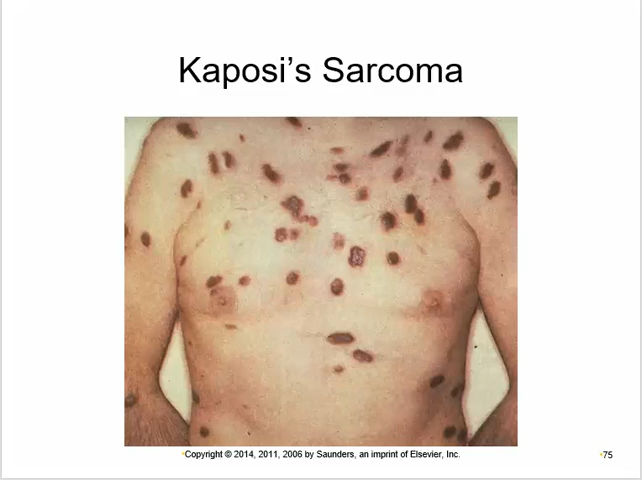 Kaposi’s Sarcoma
•Copyright © 2014, 2011, 2006 by Saunders, an imprint of Elsevier, Inc.
•75